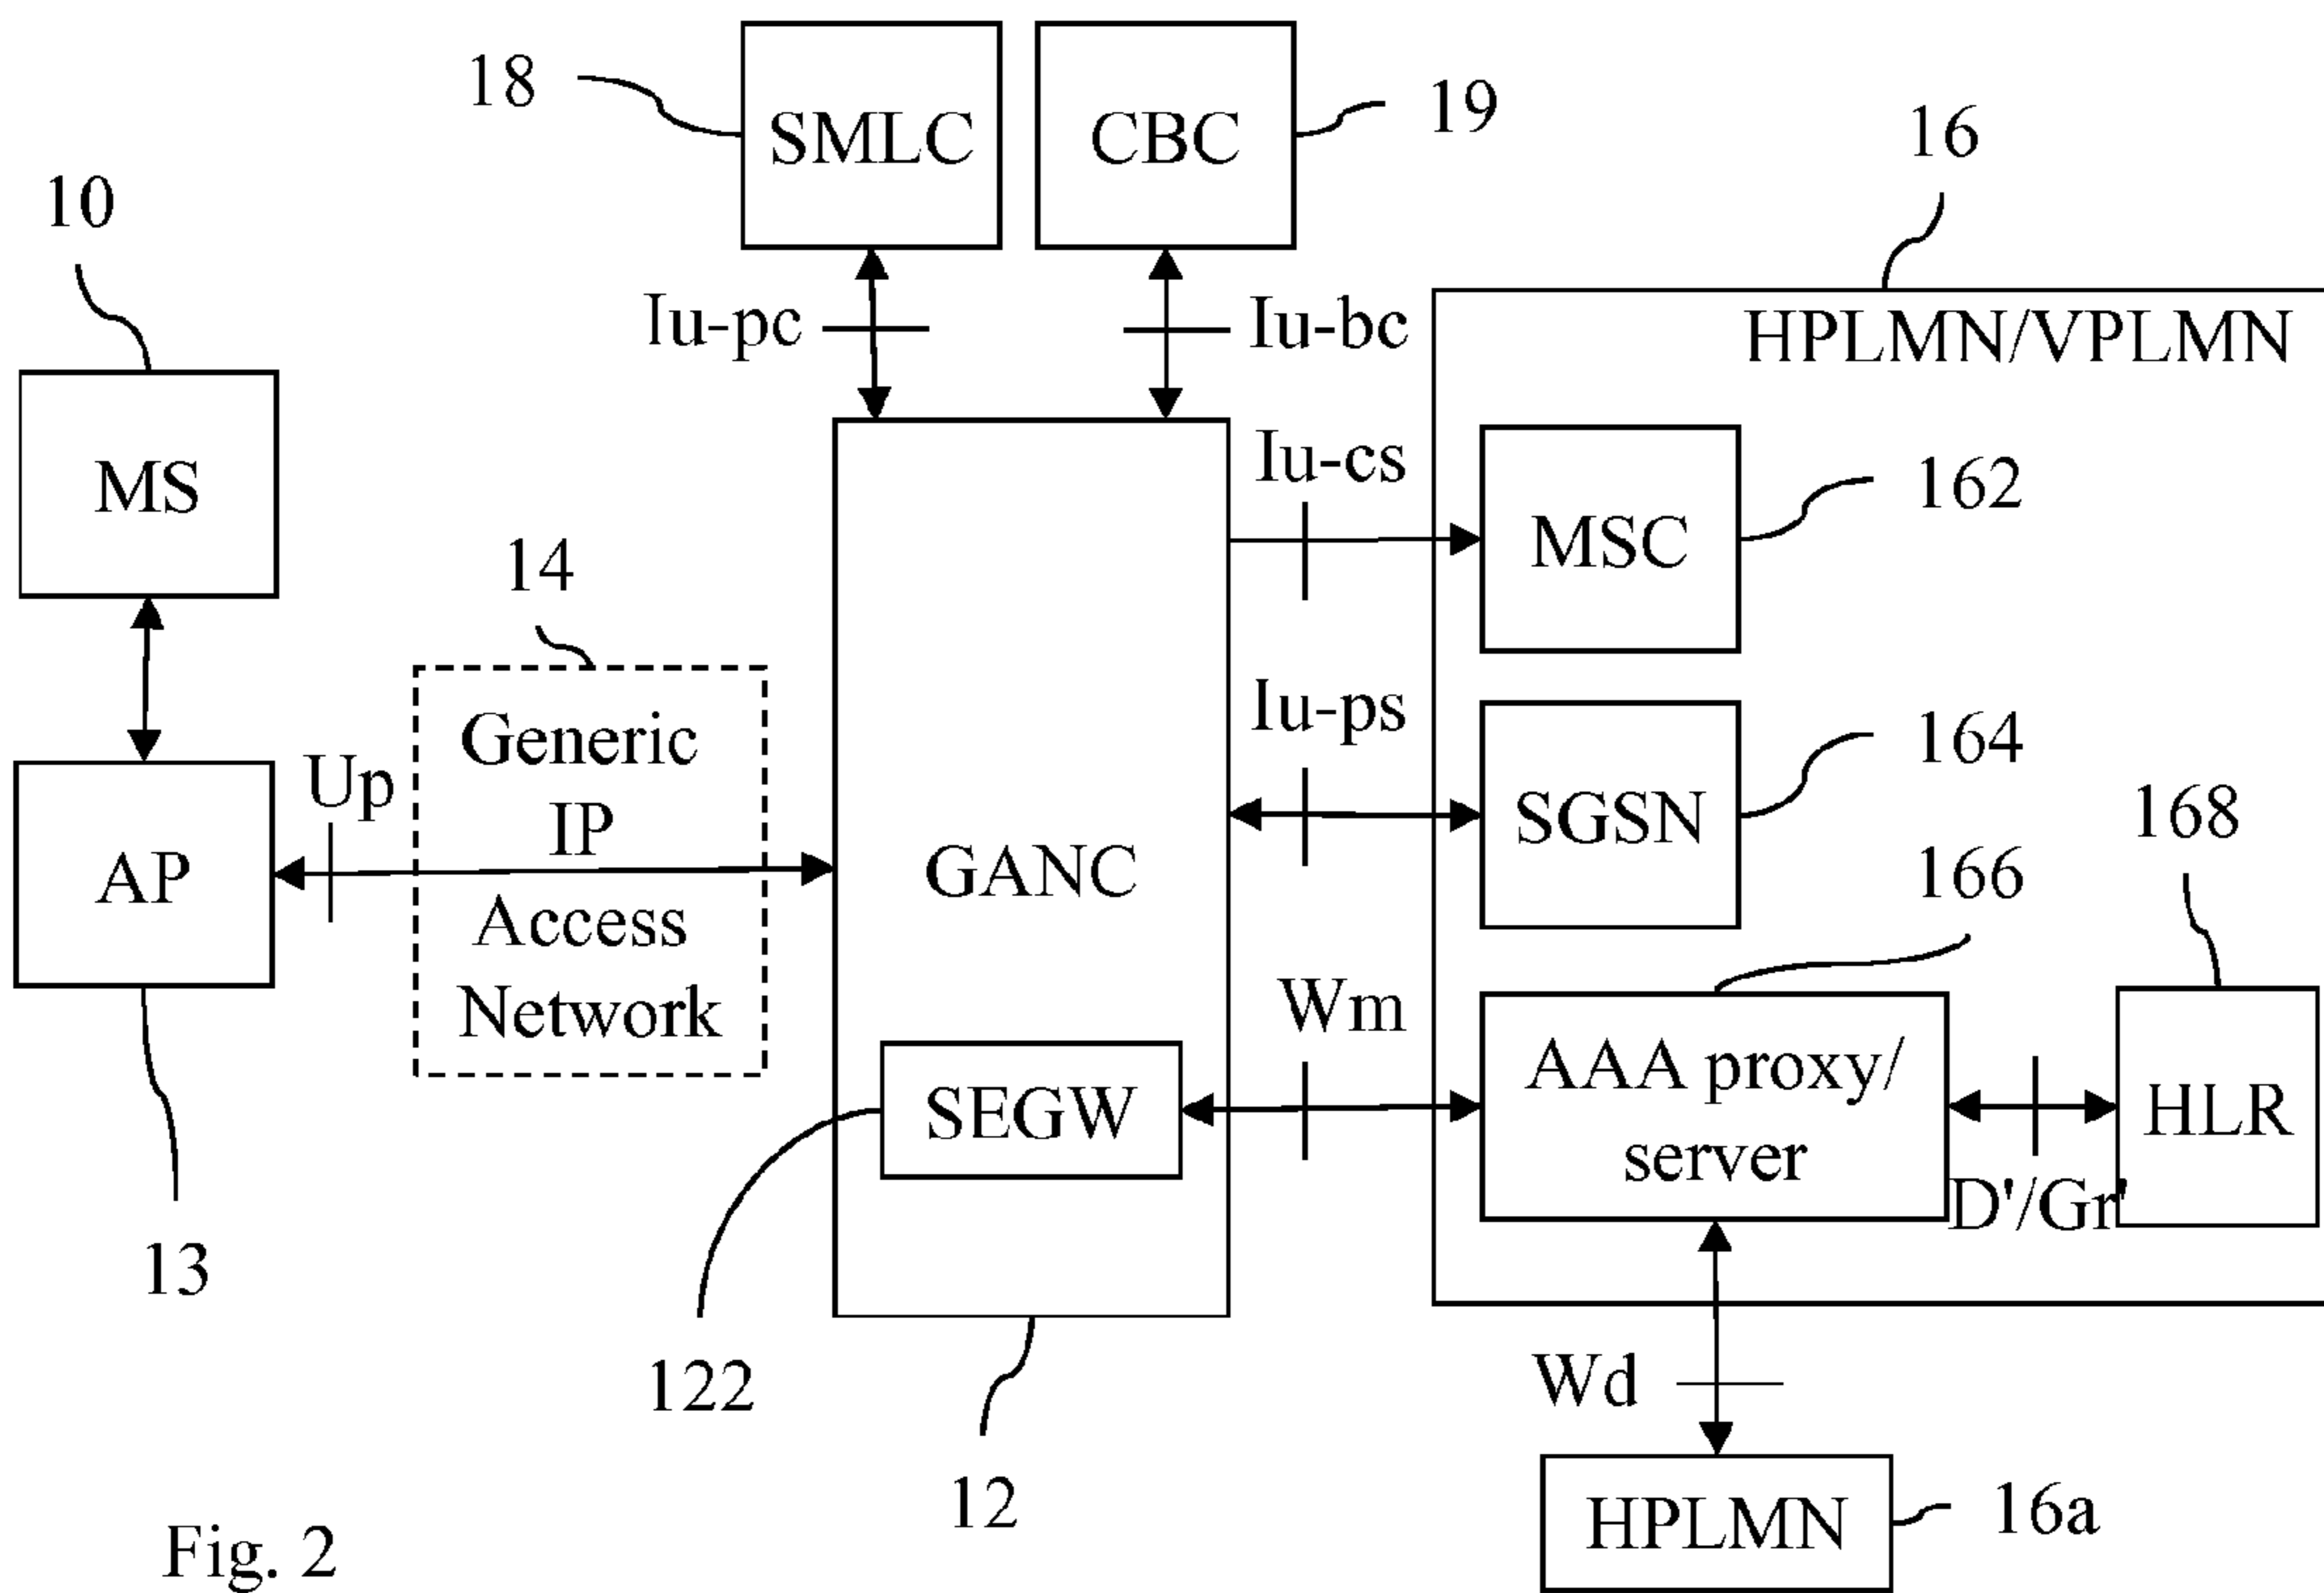 18
SMLC
CBC
19
16
10
Iu-pc
Iu-bc
HPLMN/VPLMN
MS
14
Iu-cs
MSC
162
Generic
IP
Access
Network
Up
AP
GANC
Iu-ps
SGSN
164
166
168
Wm
SEGW
AAA proxy/
server
HLR
D'/Gr'
13
122
12
Wd
HPLMN
16a
Fig. 2